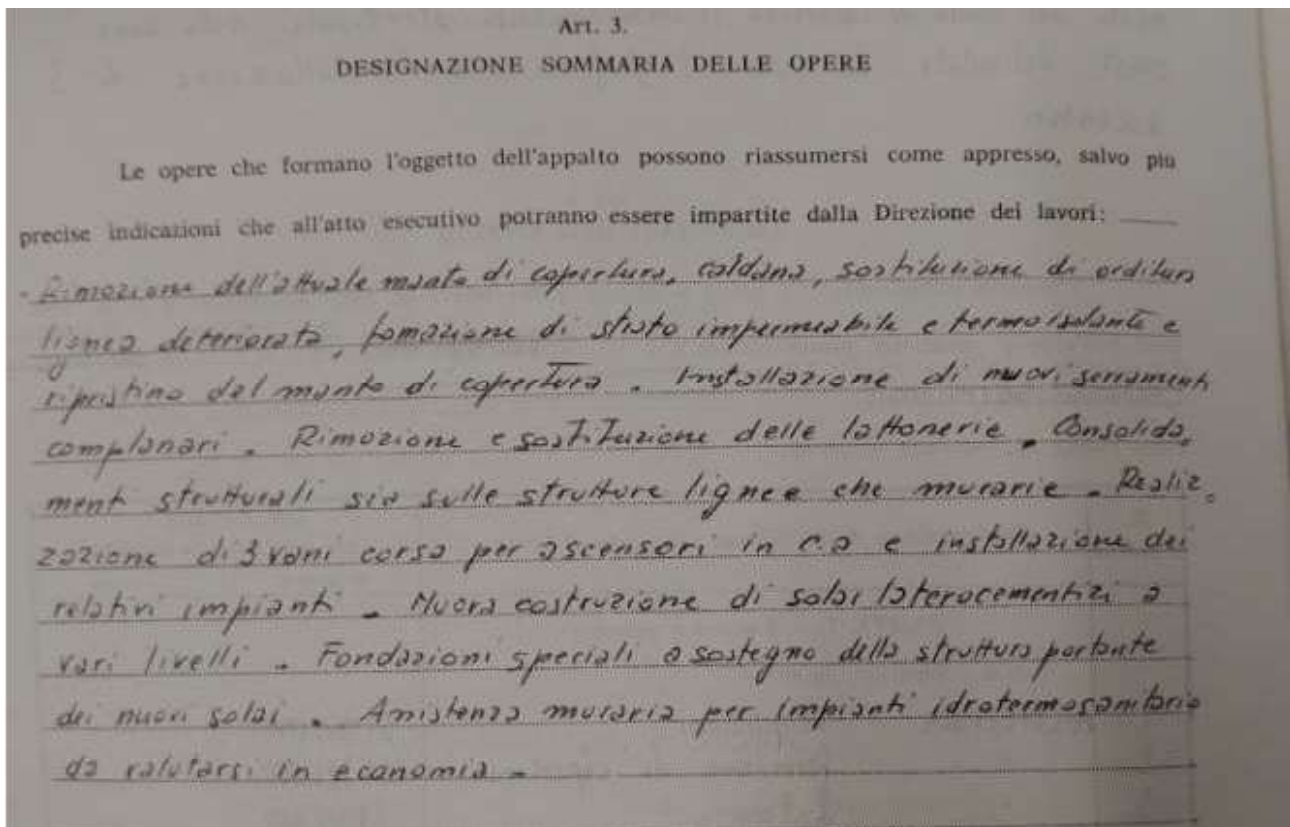 Art. 3.
DESIGNAZIONE SOMMARIA DELLE OPERE
Le opere che formano l'oggetto dell'appalto possono riassumersi come appresso, salvo più
precise indicazioni che all'atto esecutivo potranno essere impartite dalla Direzione dei lavori:
- Rimozione dell'attuale manto di copertura, caldana, sostituzione di orditura
lignea deteriorata, formazione di strato impermeabile e termoisolante e
ripristino del manto di copertura. Installazione di nuovi serramenti
complanari. Rimozione e sostituzione delle lattonerie. Consolida
menti strutturali sia sulle strutture lignee che murarie. Realiz
zazione di 3 vani corsa per ascensori in c.a e installazione dei
relativi impianti. Nuova costruzione di solai laterocementizi a
vari livelli. Fondazioni speciali a sostegno della struttura portante
dei nuovi solai. Assistenza muraria per impianti idrotermosanitario
da valutarsi in economia.